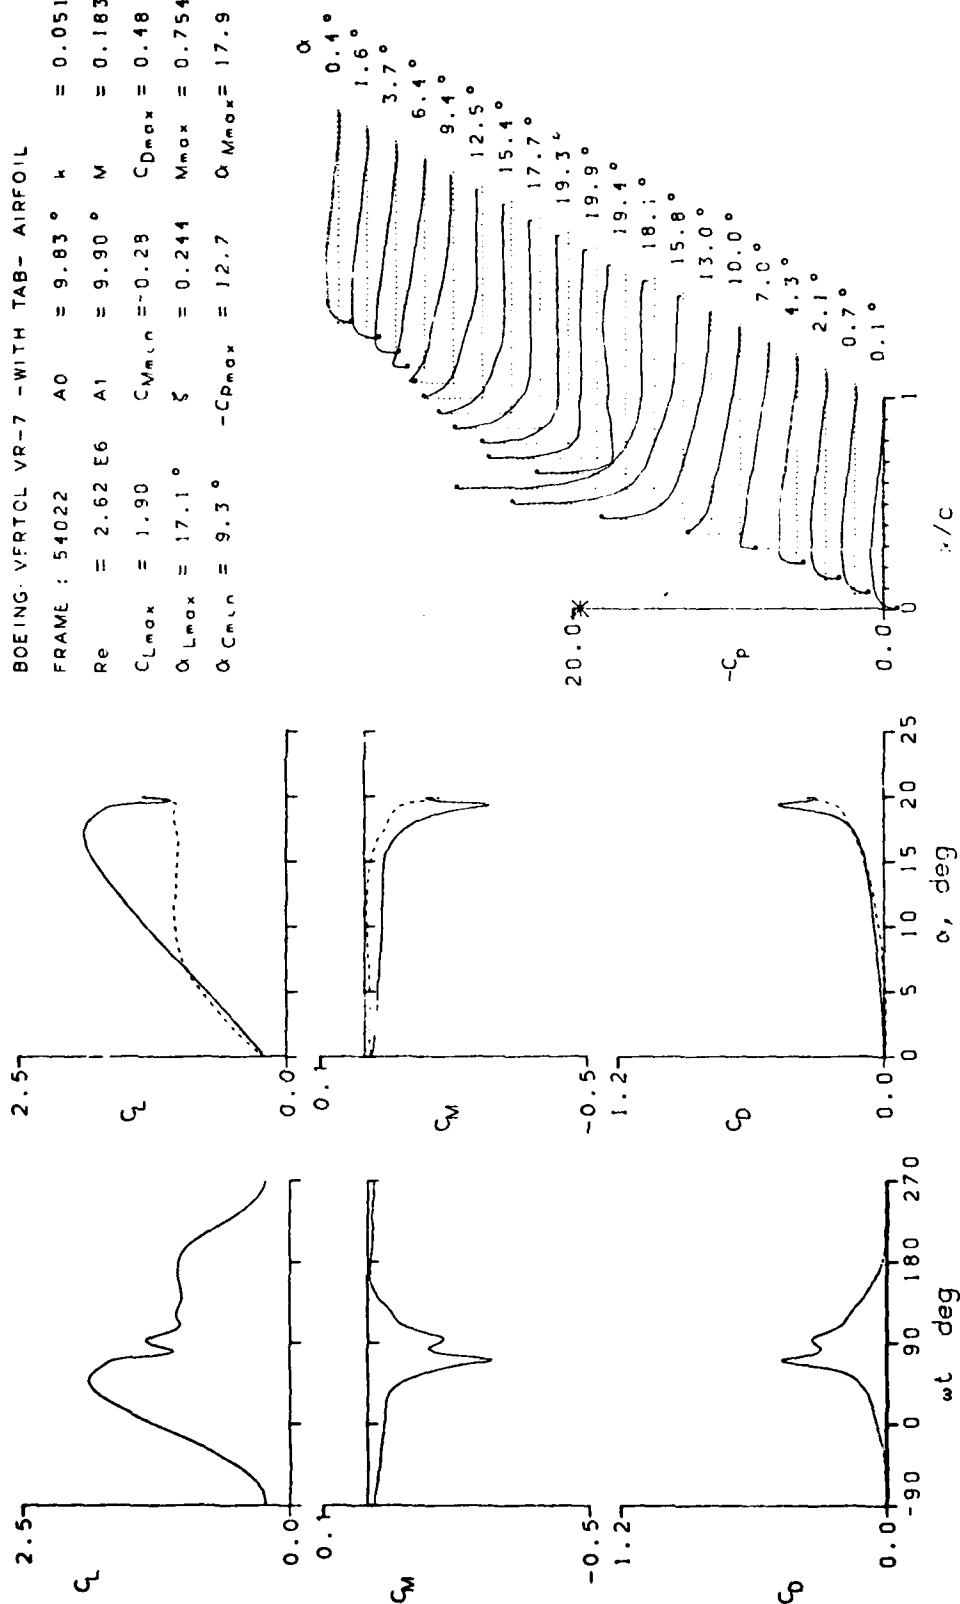 BOEING VERTOL VR-7 -WITH TAB- AIRFOIL
FRAME : 54022 A0 = 9.83° k = 0.051
Re = 2.62 E6 A1 = 9.90° M = 0.183
CLmax = 1.90 CMmin =-0.28 CDmax = 0.48
αLmax = 17.1° ζ = 0.244 Mmax = 0.754
αCmin = 9.3° -CPmax = 12.7 αMmax = 17.9
2.5
CL
0.0
0.1
CM
-0.5
1.2
CD
0.0
-90 0 90 180 270
ωt deg
2.5
CL
0.0
0.1
CM
-0.5
1.2
CD
0.0
0 5 10 15 20 25
α, deg
α
0.4°
1.6°
3.7°
6.4°
9.4°
12.5°
15.4°
17.7°
19.3°
19.9°
19.4°
18.1°
15.8°
13.0°
10.0°
7.0°
4.3°
2.1°
0.7°
0.1°
20.0
-Cp
0.0
0 1
x/c